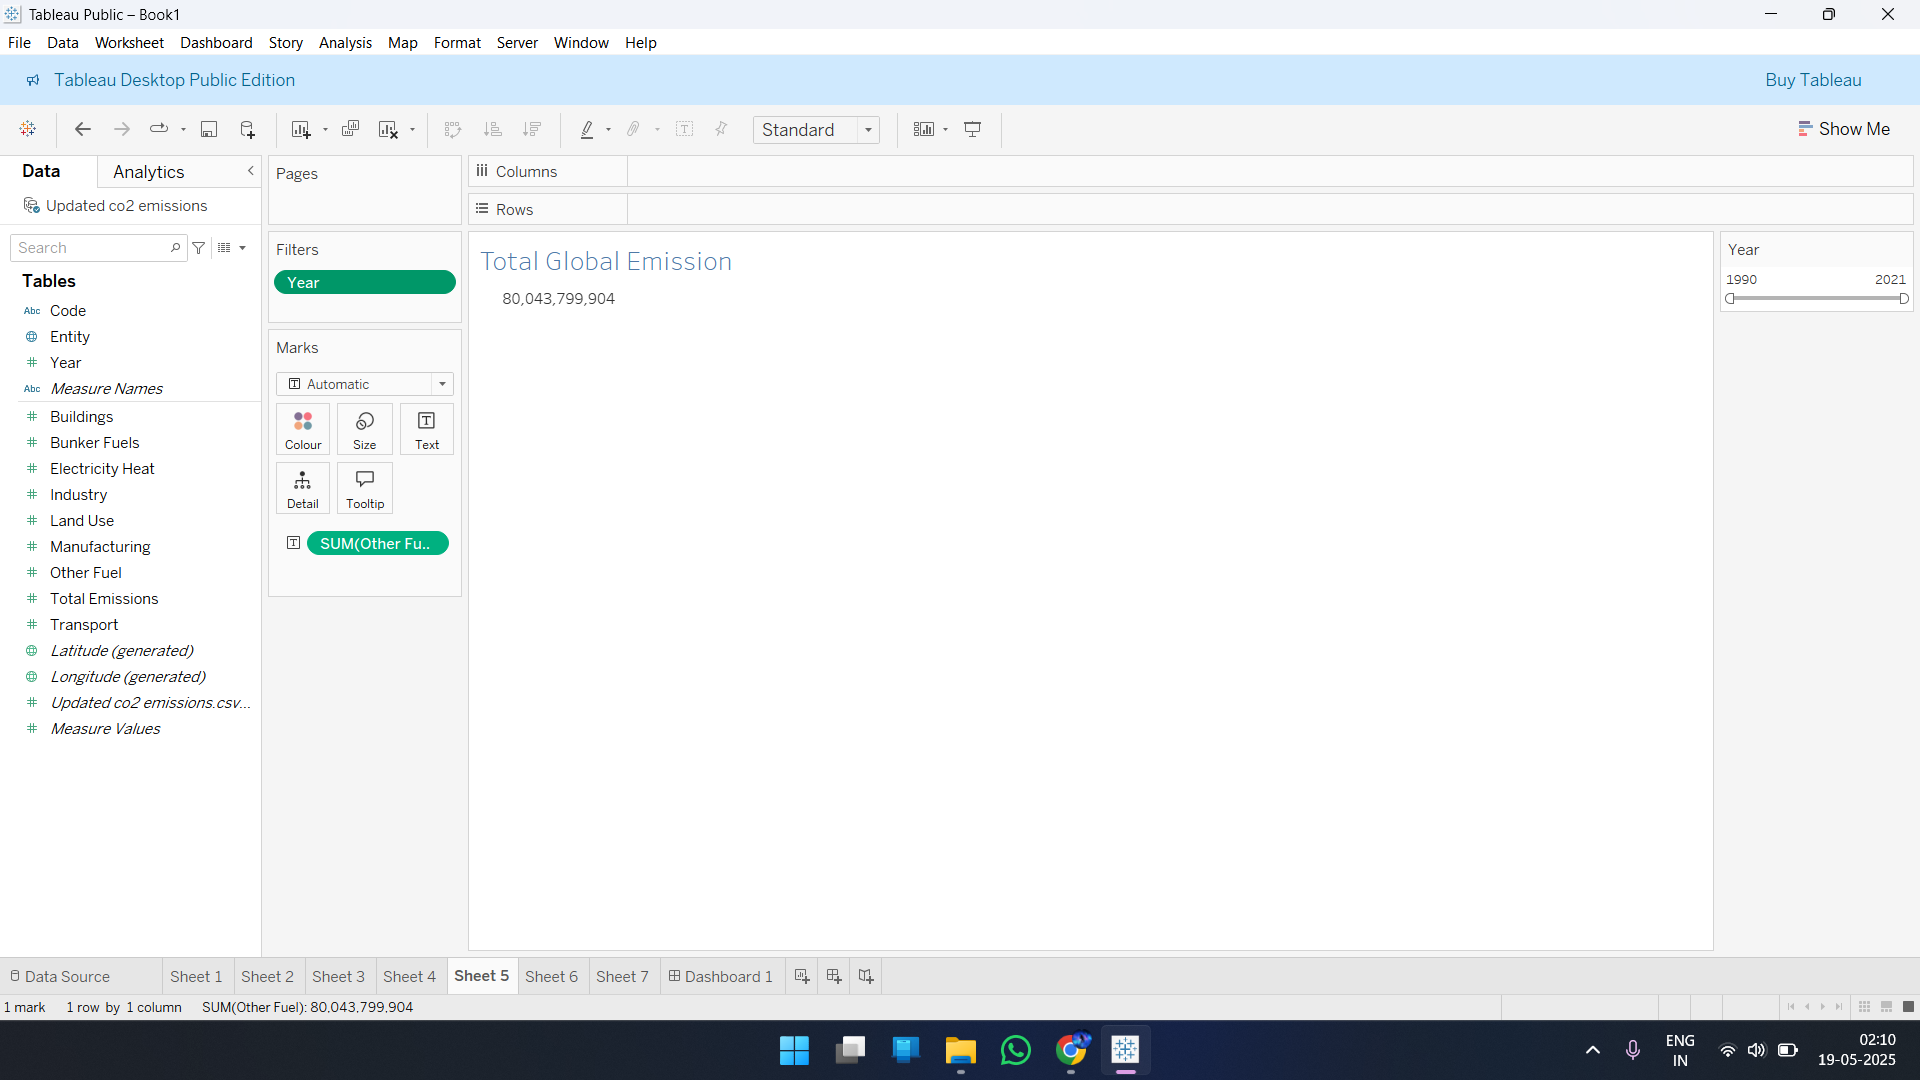 Tableau Public – Book1
File Data Worksheet Dashboard Story Analysis Map Format Server Window Help
Tableau Desktop Public Edition
Buy Tableau
Standard
Show Me
Data Analytics
Updated co2 emissions
Search
Tables
Abc Code
Entity
Year
Abc Measure Names
Buildings
Bunker Fuels
Electricity Heat
Industry
Land Use
Manufacturing
Other Fuel
Total Emissions
Transport
Latitude (generated)
Longitude (generated)
Updated co2 emissions.csv...
Measure Values
Pages
Filters
Year
Marks
Automatic
Colour Size Text
Detail Tooltip
SUM(Other Fu..
Columns
Rows
Total Global Emission
80,043,799,904
Year
1990 2021
Data Source Sheet 1 Sheet 2 Sheet 3 Sheet 4 Sheet 5 Sheet 6 Sheet 7 Dashboard 1
1 mark 1 row by 1 column SUM(Other Fuel): 80,043,799,904
ENG
IN
02:10
19-05-2025